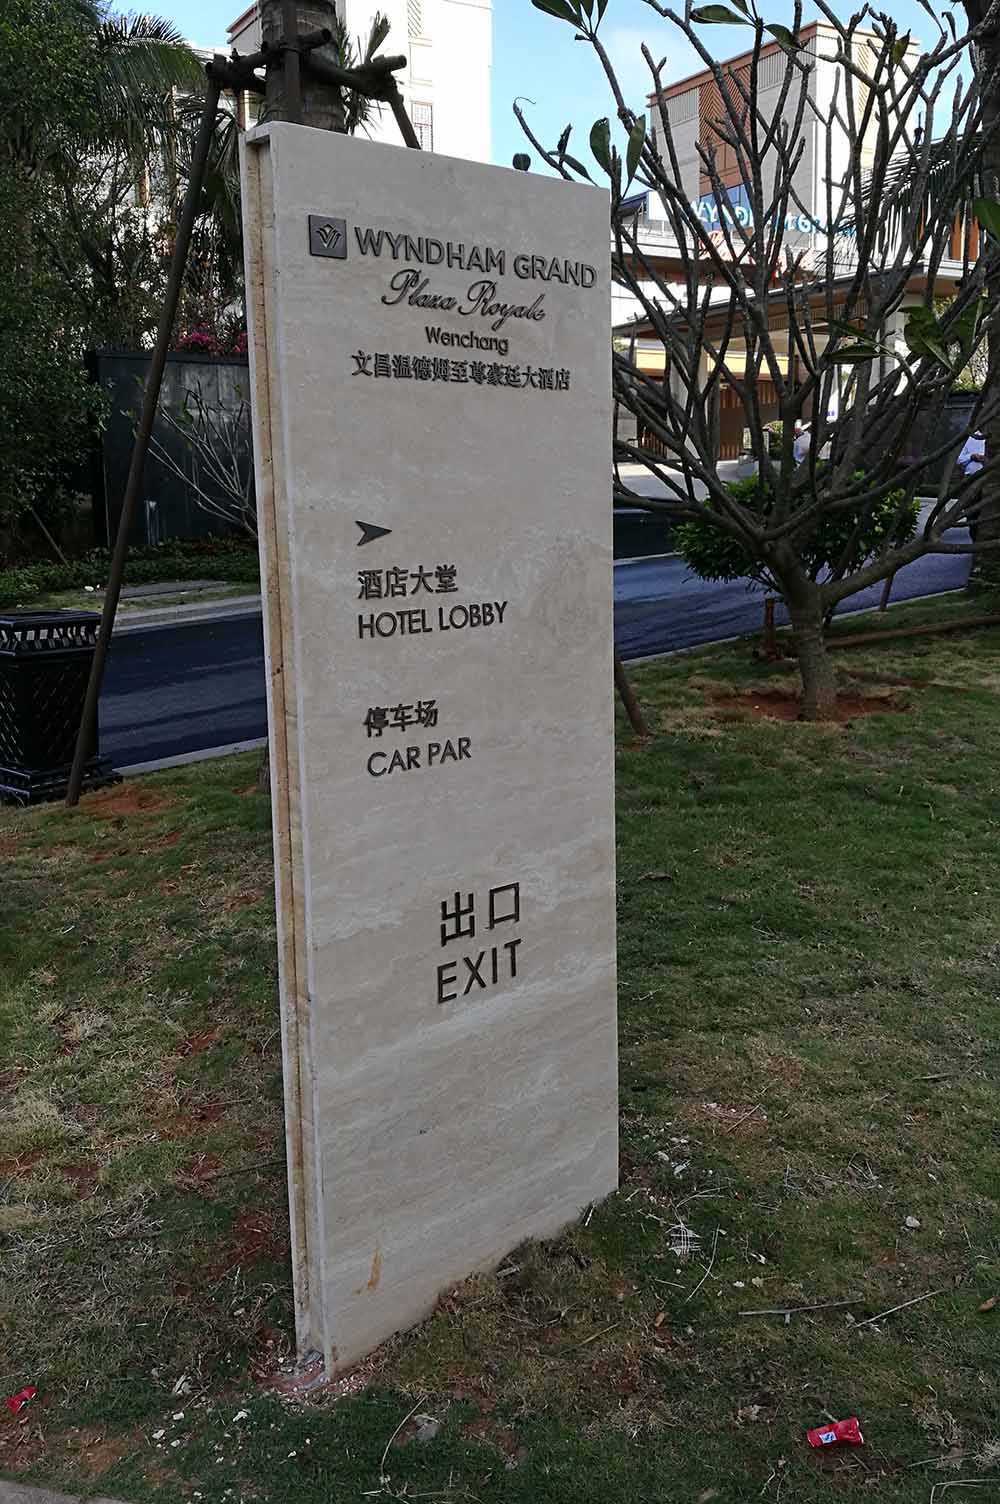 WYNDHAM GRAND
Plaza Royale
Wenchang
文昌温德姆至尊豪廷大酒店
酒店大堂
HOTEL LOBBY
停车场
CAR PAR
出口
EXIT